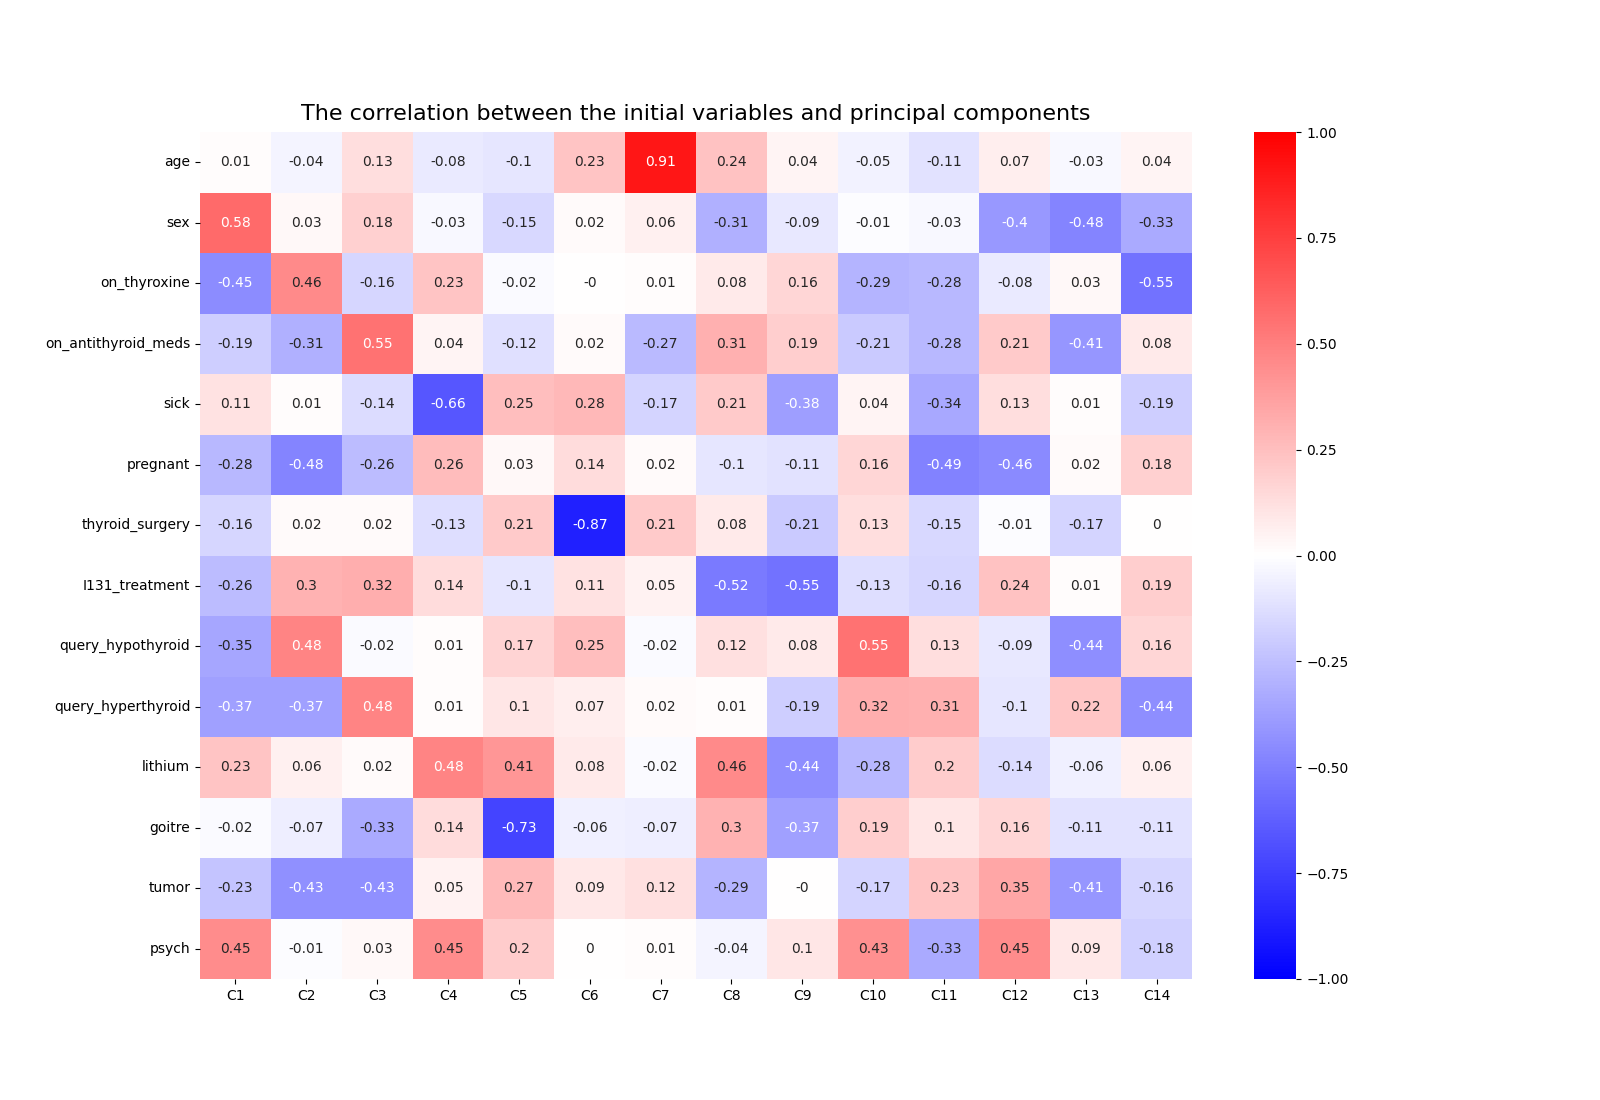 The correlation between the initial variables and principal components
age 0.01 -0.04 0.13 -0.08 -0.1 0.23 0.91 0.24 0.04 -0.05 -0.11 0.07 -0.03 0.04
sex 0.58 0.03 0.18 -0.03 -0.15 0.02 0.06 -0.31 -0.09 -0.01 -0.03 -0.4 -0.48 -0.33
on_thyroxine -0.45 0.46 -0.16 0.23 -0.02 -0 0.01 0.08 0.16 -0.29 -0.28 -0.08 0.03 -0.55
on_antithyroid_meds -0.19 -0.31 0.55 0.04 -0.12 0.02 -0.27 0.31 0.19 -0.21 -0.28 0.21 -0.41 0.08
sick 0.11 0.01 -0.14 -0.66 0.25 0.28 -0.17 0.21 -0.38 0.04 -0.34 0.13 0.01 -0.19
pregnant -0.28 -0.48 -0.26 0.26 0.03 0.14 0.02 -0.1 -0.11 0.16 -0.49 -0.46 0.02 0.18
thyroid_surgery -0.16 0.02 0.02 -0.13 0.21 -0.87 0.21 0.08 -0.21 0.13 -0.15 -0.01 -0.17 0
I131_treatment -0.26 0.3 0.32 0.14 -0.1 0.11 0.05 -0.52 -0.55 -0.13 -0.16 0.24 0.01 0.19
query_hypothyroid -0.35 0.48 -0.02 0.01 0.17 0.25 -0.02 0.12 0.08 0.55 0.13 -0.09 -0.44 0.16
query_hyperthyroid -0.37 -0.37 0.48 0.01 0.1 0.07 0.02 0.01 -0.19 0.32 0.31 -0.1 0.22 -0.44
lithium 0.23 0.06 0.02 0.48 0.41 0.08 -0.02 0.46 -0.44 -0.28 0.2 -0.14 -0.06 0.06
goitre -0.02 -0.07 -0.33 0.14 -0.73 -0.06 -0.07 0.3 -0.37 0.19 0.1 0.16 -0.11 -0.11
tumor -0.23 -0.43 -0.43 0.05 0.27 0.09 0.12 -0.29 -0 -0.17 0.23 0.35 -0.41 -0.16
psych 0.45 -0.01 0.03 0.45 0.2 0 0.01 -0.04 0.1 0.43 -0.33 0.45 0.09 -0.18
C1 C2 C3 C4 C5 C6 C7 C8 C9 C10 C11 C12 C13 C14
1.00
0.75
0.50
0.25
0.00
−0.25
−0.50
−0.75
−1.00